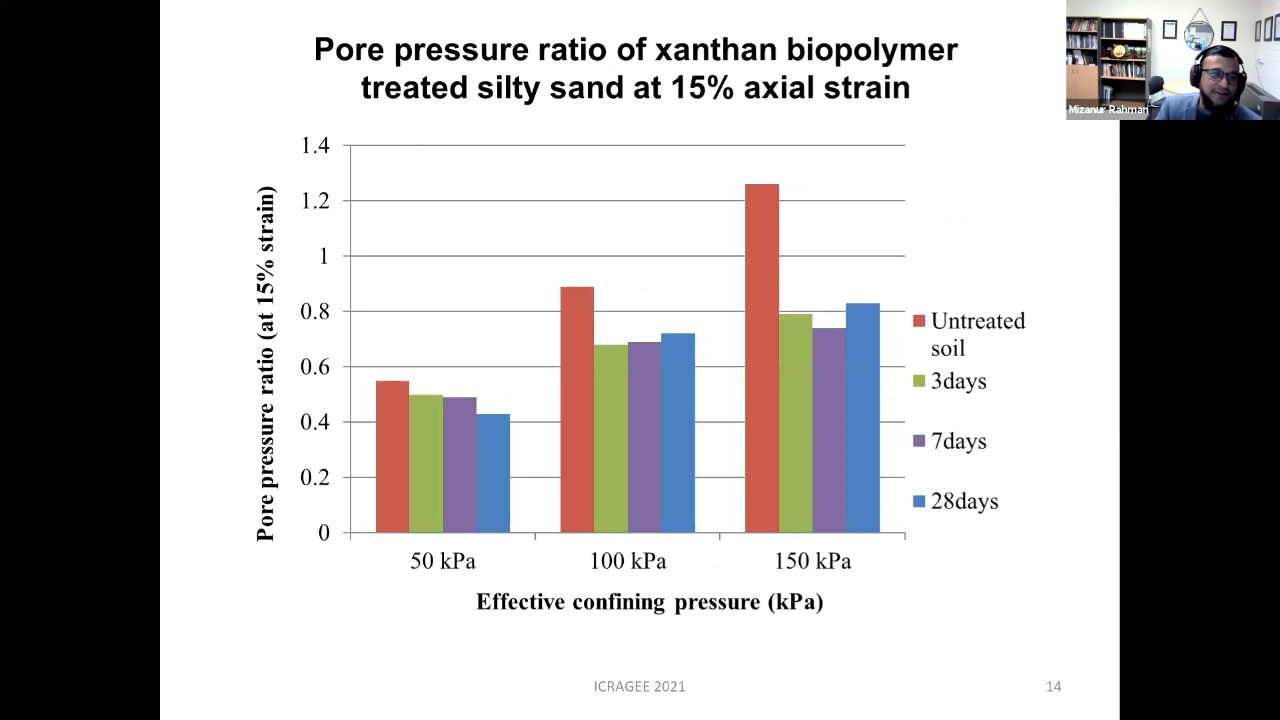 Pore pressure ratio of xanthan biopolymer
treated silty sand at 15% axial strain
Mizanur Rahman
Pore pressure ratio (at 15% strain)
1.4
1.2
1
0.8
0.6
0.4
0.2
0
50 kPa
100 kPa
150 kPa
Effective confining pressure (kPa)
Untreated
soil
3days
7days
28days
ICRAGEE 2021
14